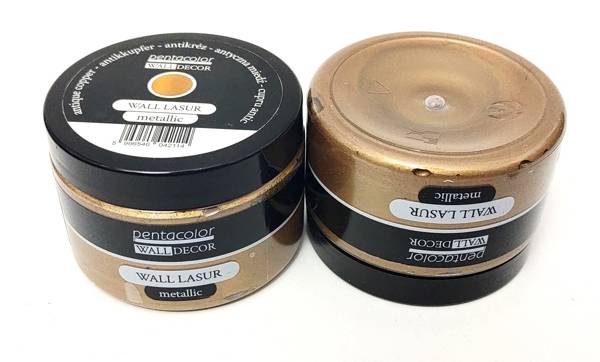 antique copper - antikkupfer - antikréz - antyczna miedź - cupru antic
pentacolor
WALL DECOR
WALL LASUR
metallic
5 996546 042114
pentacolor
WALL DECOR
WALL LASUR
metallic
pentacolor
WALL DECOR
WALL LASUR
metallic